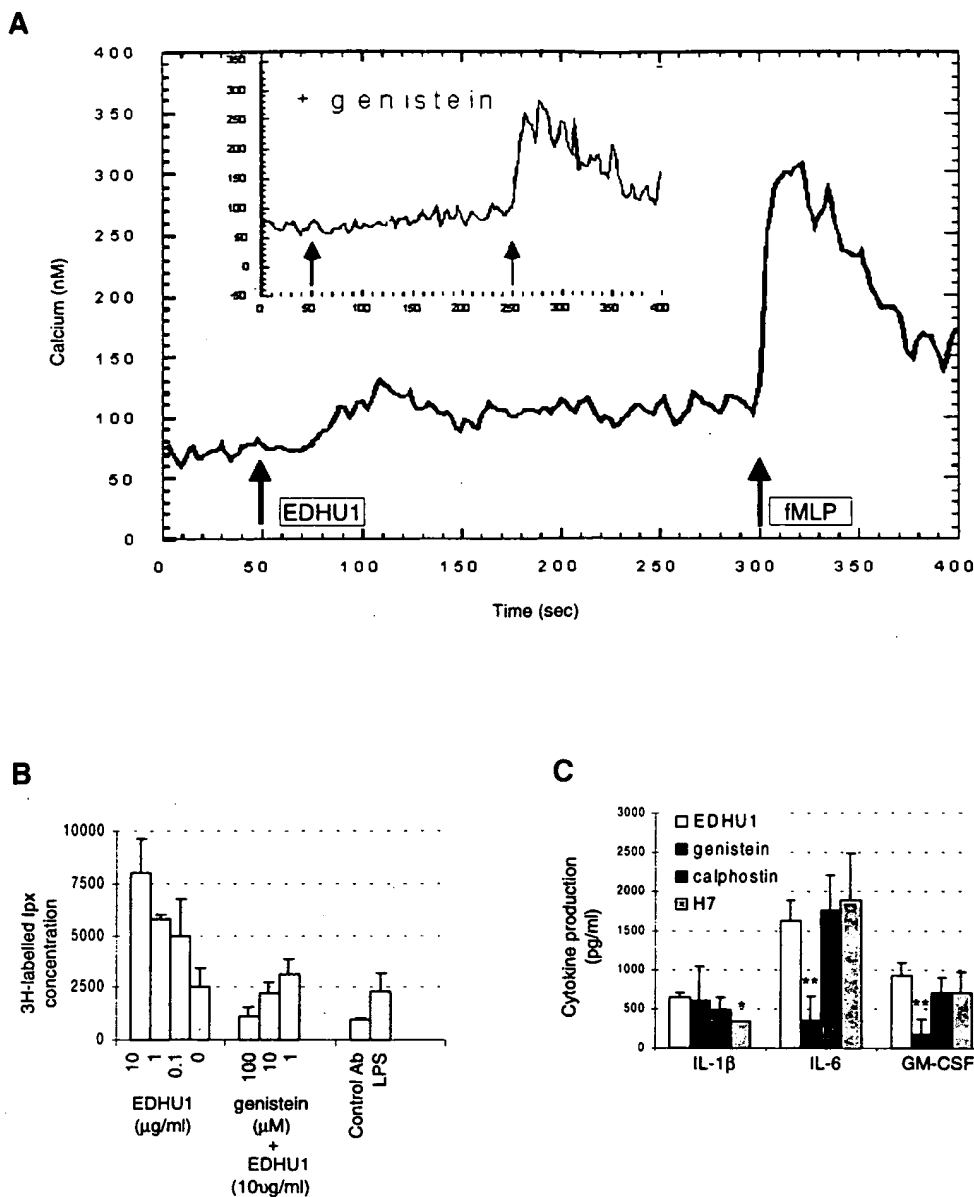 A
+ genistein
350
300
250
200
150
100
50
0
-50
0 50 100 150 200 250 300 350 400
400
350
300
250
200
150
100
50
0
Calcium (nM)
EDHU1
fMLP
0 50 100 150 200 250 300 350 400
Time (sec)
B
10000
7500
5000
2500
0
3H-labelled Ipx
concentration
10 1 0.1 0
100 10 1
Control Ab
LPS
EDHU1
(µg/ml)
genistein
(µM)
+
EDHU1
(10ug/ml)
C
3000
2500
2000
1500
1000
500
0
Cytokine production
(pg/ml)
EDHU1
genistein
calphostin
H7
*
**
**
IL-1β IL-6 GM-CSF